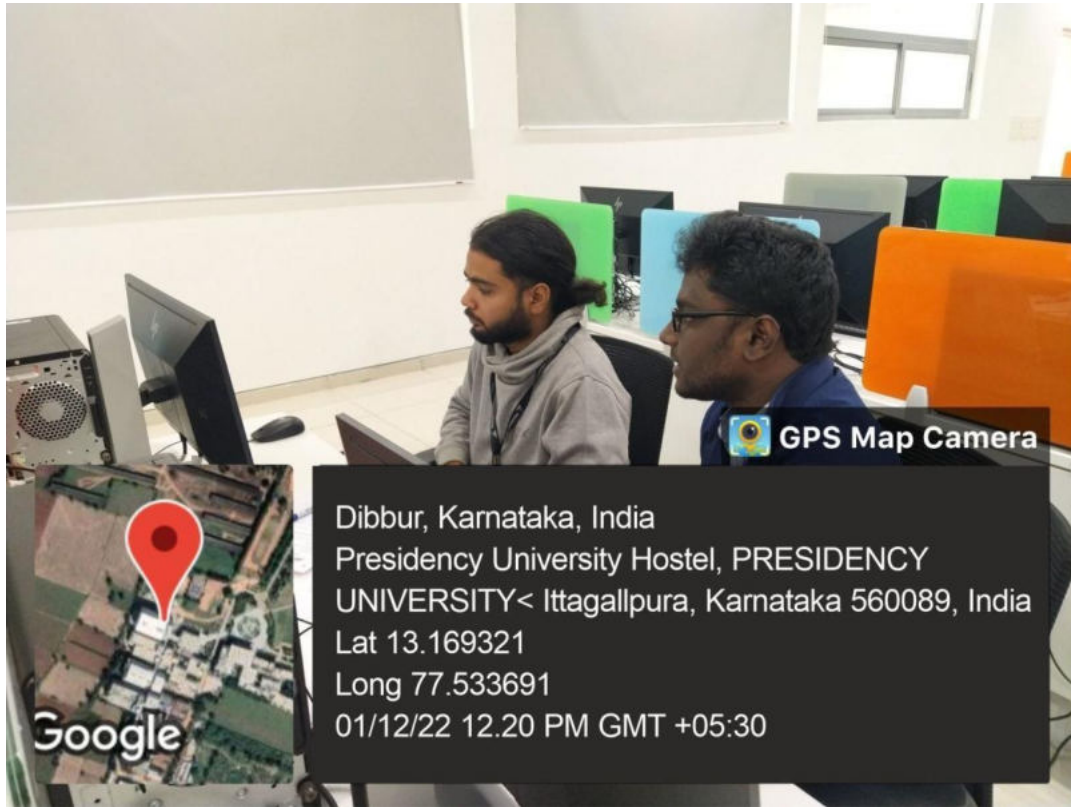 GPS Map Camera
Dibbur, Karnataka, India
Presidency University Hostel, PRESIDENCY
UNIVERSITY< Ittagallpura, Karnataka 560089, India
Lat 13.169321
Long 77.533691
01/12/22 12.20 PM GMT +05:30
Google